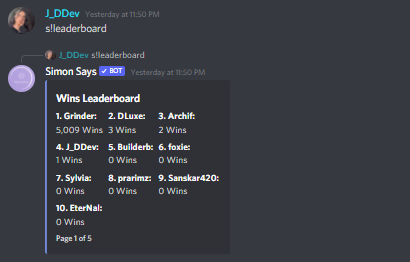 J_DDev Yesterday at 11:50 PM
s!leaderboard
J_DDev s!leaderboard
Simon Says ✓ BOT Yesterday at 11:50 PM
Wins Leaderboard
1. Grinder: 2. DLuxe: 3. Archif:
5,009 Wins 3 Wins 2 Wins
4. J_DDev: 5. Builderb: 6. foxie:
1 Wins 0 Wins 0 Wins
7. Sylvia: 8. prarimz: 9. Sanskar420:
0 Wins 0 Wins 0 Wins
10. EterNal:
0 Wins
Page 1 of 5